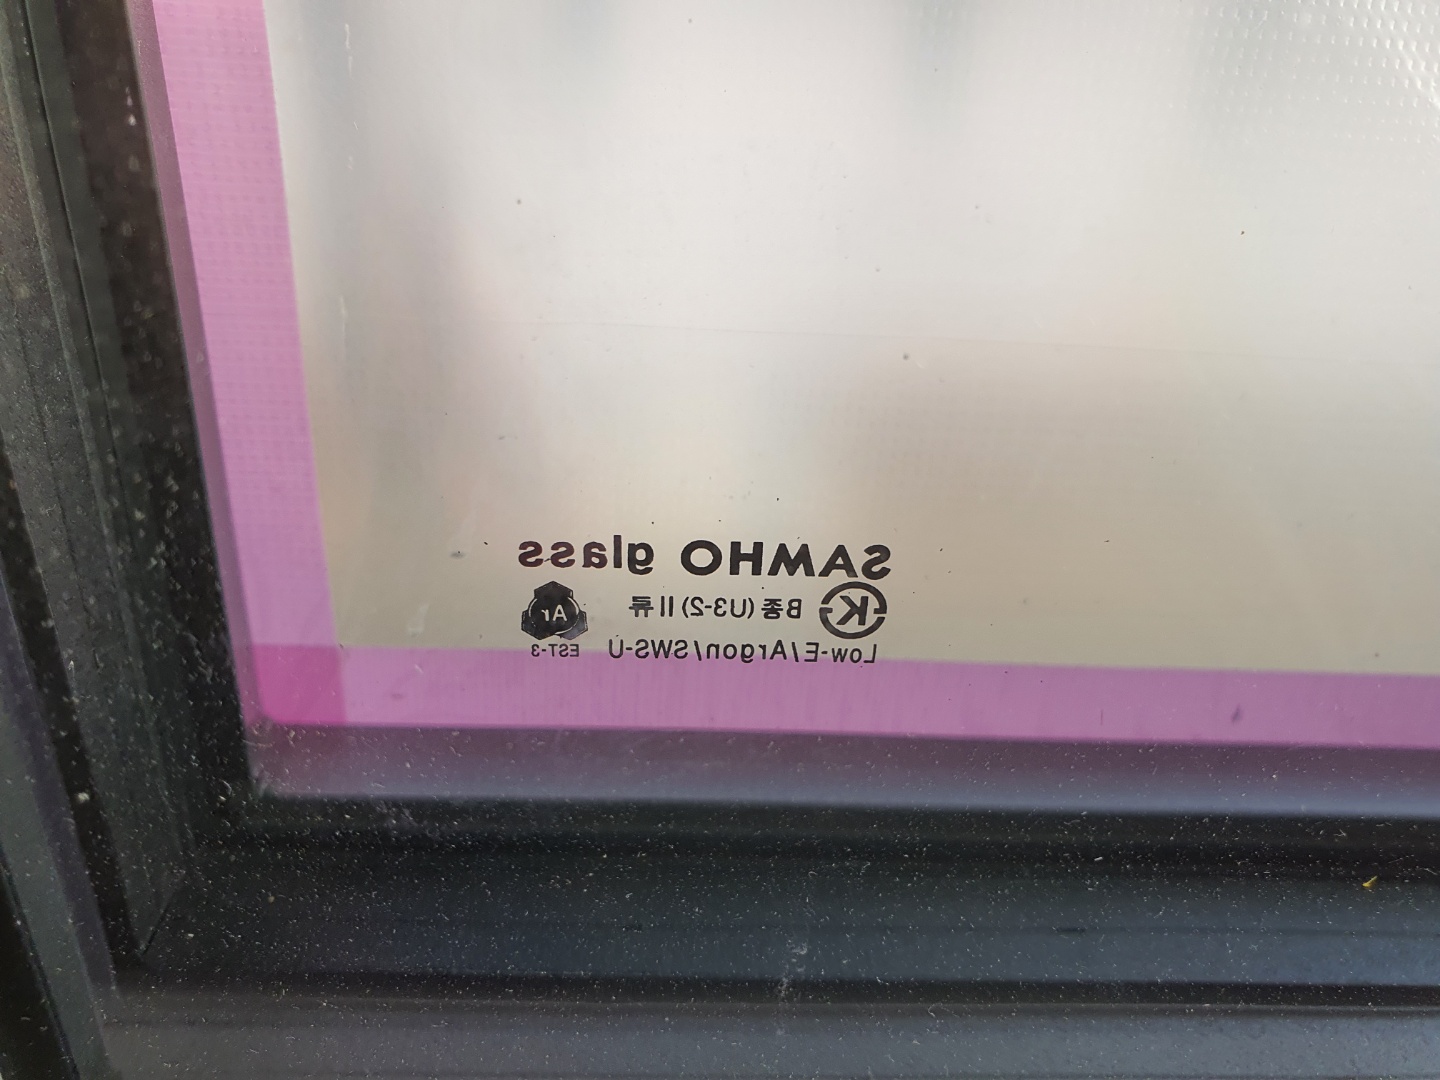 SAMHO glass
K B종 (U3-2) II류 Ar
Low-E/Argon/SWS-U EST-3